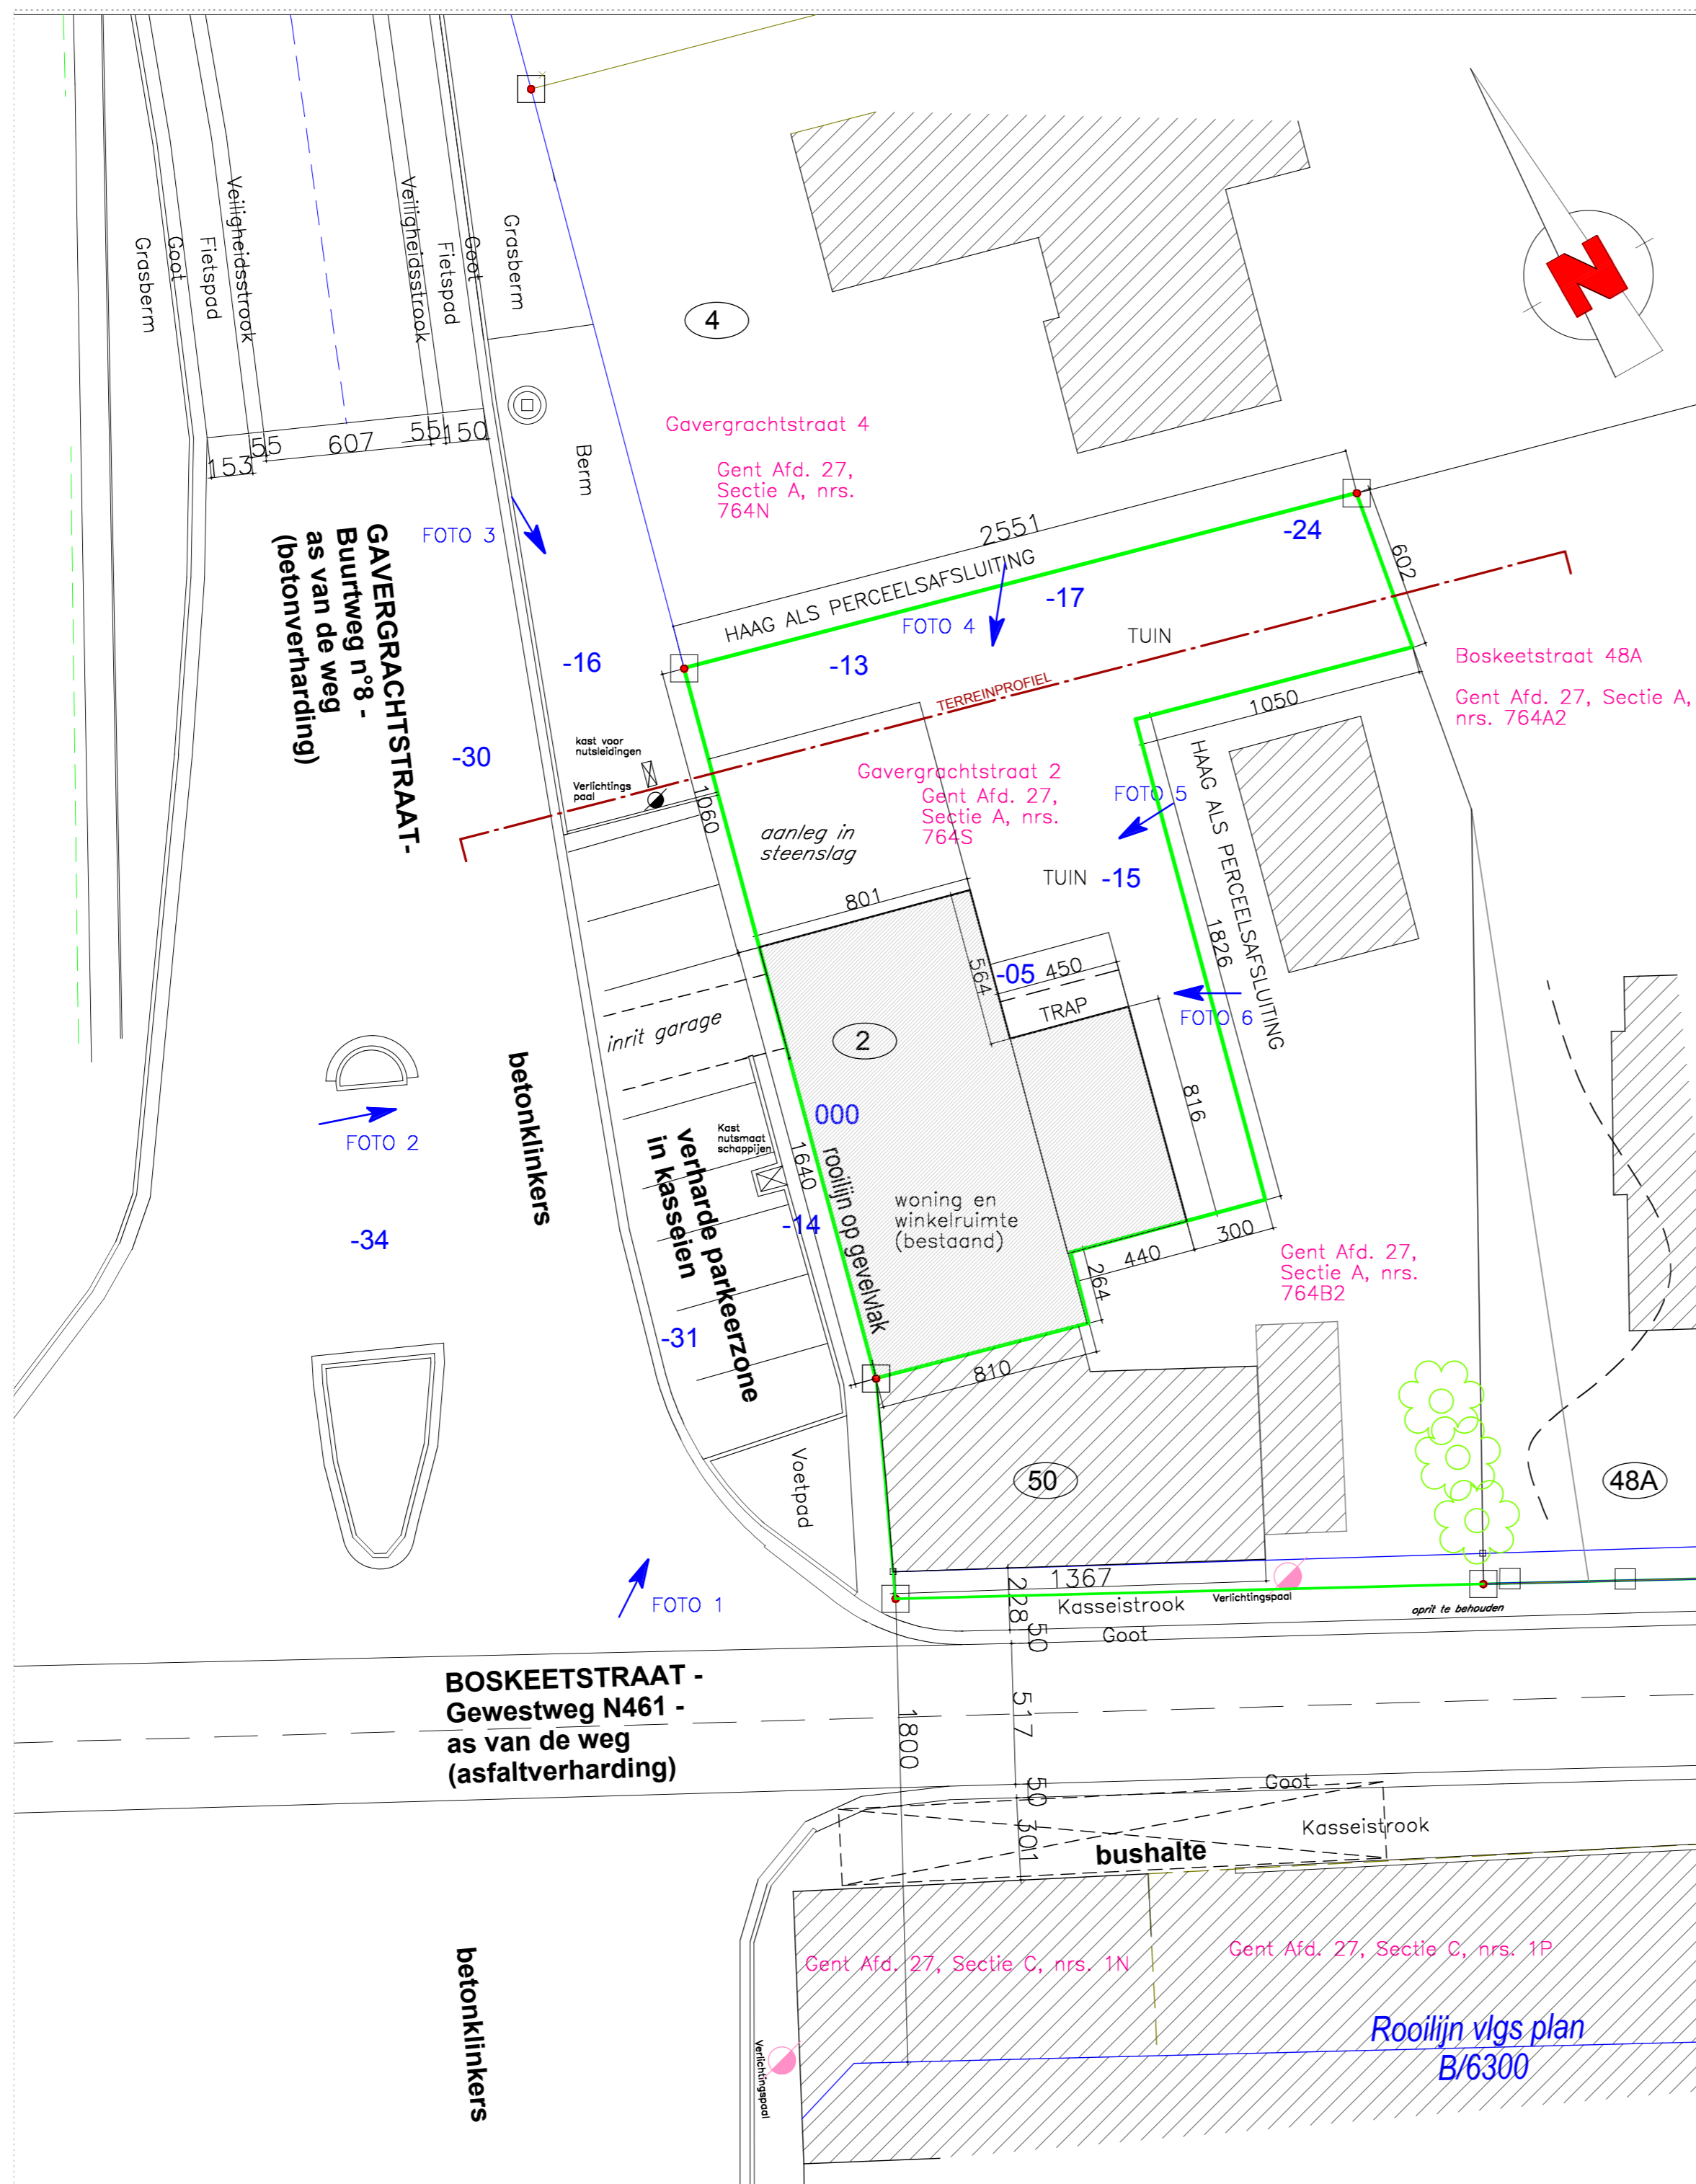 Grasberm
Goot
Fietspad
Veiligheidsstrook
Veiligheidsstrook
Fietspad
Goot
Grasberm
N
4
153
55
607
55
150
Berm
Gavergrachtstraat 4
Gent Afd. 27,
Sectie A, nrs.
764N
FOTO 3
GAVERGRACHTSTRAAT-
Buurtweg n°8 -
as van de weg
(betonverharding)
2551
HAAG ALS PERCEELSAFSLUITING
-24
602
-17
FOTO 4
TUIN
-16
-13
TERREINPROFIEL
Boskeetstraat 48A
Gent Afd. 27, Sectie A,
nrs. 764A2
1050
-30
kast voor
nutsleidingen
Verlichtings
paal
1060
Gavergrachtstraat 2
Gent Afd. 27,
Sectie A, nrs.
764S
FOTO 5
HAAG ALS PERCEELSAFSLUITING
1826
aanleg in
steenslag
TUIN
-15
801
564
-05
450
TRAP
FOTO 6
inrit garage
2
816
betonklinkers
FOTO 2
000
Kast
nutsmaat
schappijen
1640
rooilijn op gevelvlak
verharde parkeerzone
in kasseien
-14
woning en
winkelruimte
(bestaand)
300
440
264
-34
Gent Afd. 27,
Sectie A, nrs.
764B2
-31
810
Voetpad
50
48A
FOTO 1
1367
228
Kasseistrook
Verlichtingspaal
oprit te behouden
50
Goot
BOSKEETSTRAAT -
Gewestweg N461 -
as van de weg
(asfaltverharding)
1800
517
50
Goot
301
Kasseistrook
bushalte
Gent Afd. 27, Sectie C, nrs. 1N
Gent Afd. 27, Sectie C, nrs. 1P
betonklinkers
Verlichtingspaal
Rooilijn vlgs plan
B/6300